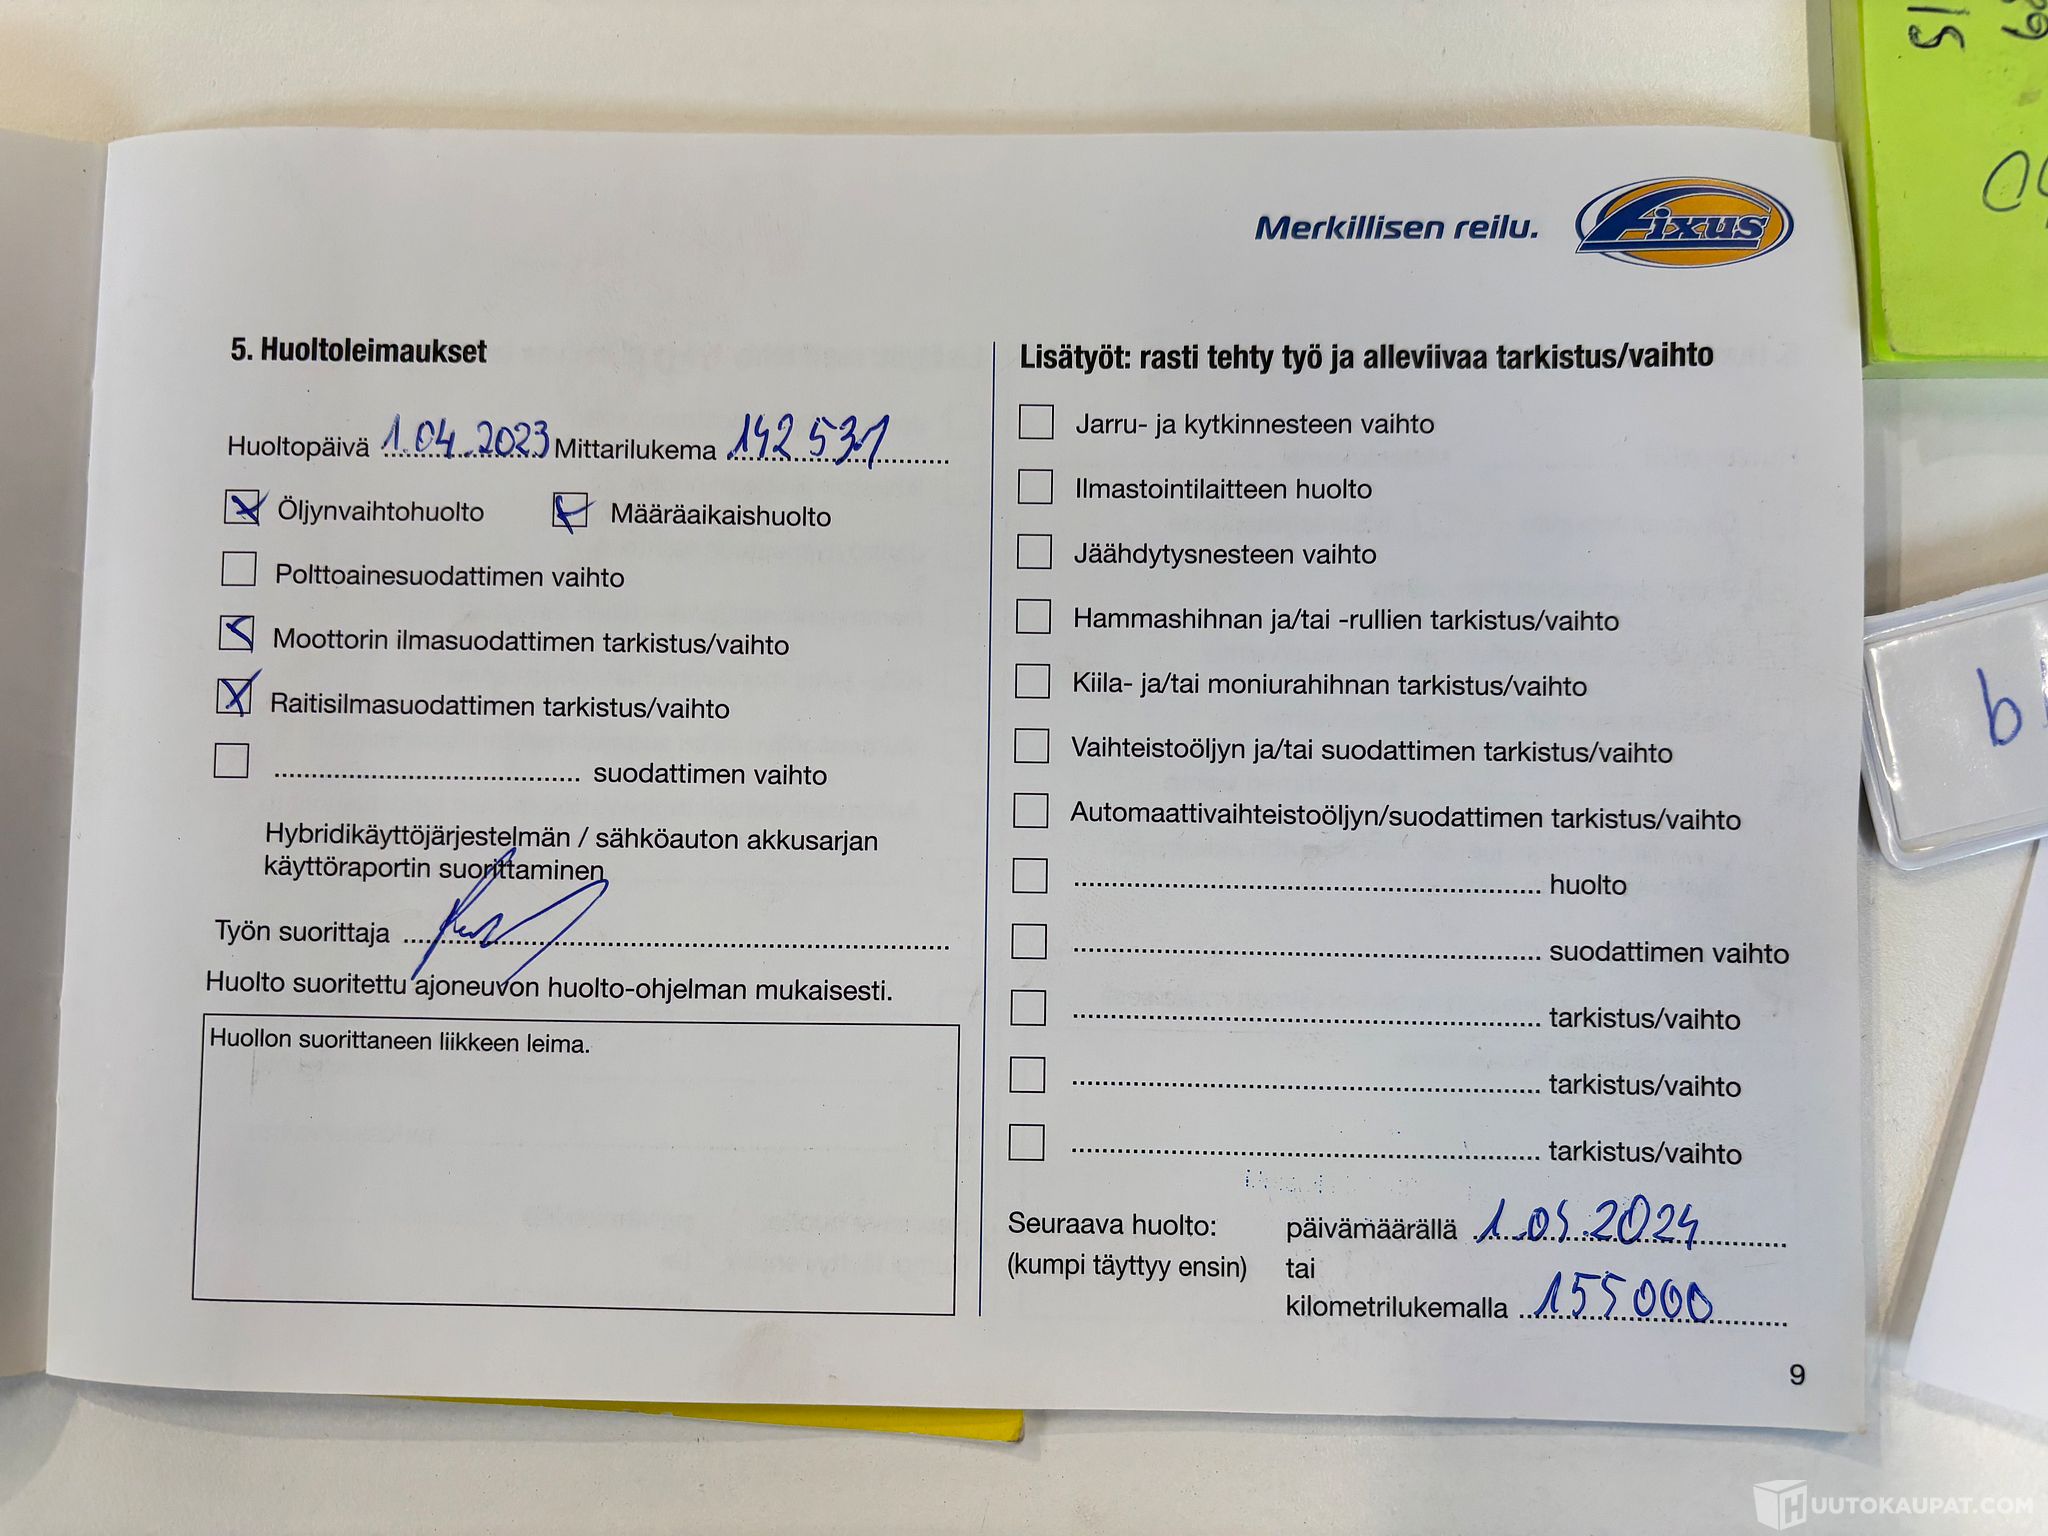 Merkillisen reilu. Fixus
5. Huoltoleimaukset
Huoltopäivä 1.04.2023 Mittarilukema 142 531
Öljynvaihtohuolto Määräaikaishuolto
Polttoainesuodattimen vaihto
Moottorin ilmasuodattimen tarkistus/vaihto
Raitisilmasuodattimen tarkistus/vaihto
suodattimen vaihto
Hybridikäyttöjärjestelmän / sähköauton akkusarjan
käyttöraportin suorittaminen
Työn suorittaja
Huolto suoritettu ajoneuvon huolto-ohjelman mukaisesti.
Huollon suorittaneen liikkeen leima.
Lisätyöt: rasti tehty työ ja alleviivaa tarkistus/vaihto
Jarru- ja kytkinnesteen vaihto
Ilmastointilaitteen huolto
Jäähdytysnesteen vaihto
Hammashihnan ja/tai -rullien tarkistus/vaihto
Kiila- ja/tai moniurahihnan tarkistus/vaihto
Vaihteistoöljyn ja/tai suodattimen tarkistus/vaihto
Automaattivaihteistoöljyn/suodattimen tarkistus/vaihto
huolto
suodattimen vaihto
tarkistus/vaihto
tarkistus/vaihto
tarkistus/vaihto
Seuraava huolto: päivämäärällä 1.04.2024
(kumpi täyttyy ensin) tai
kilometrilukemalla 155000
9
HUUTOKAUPAT.COM